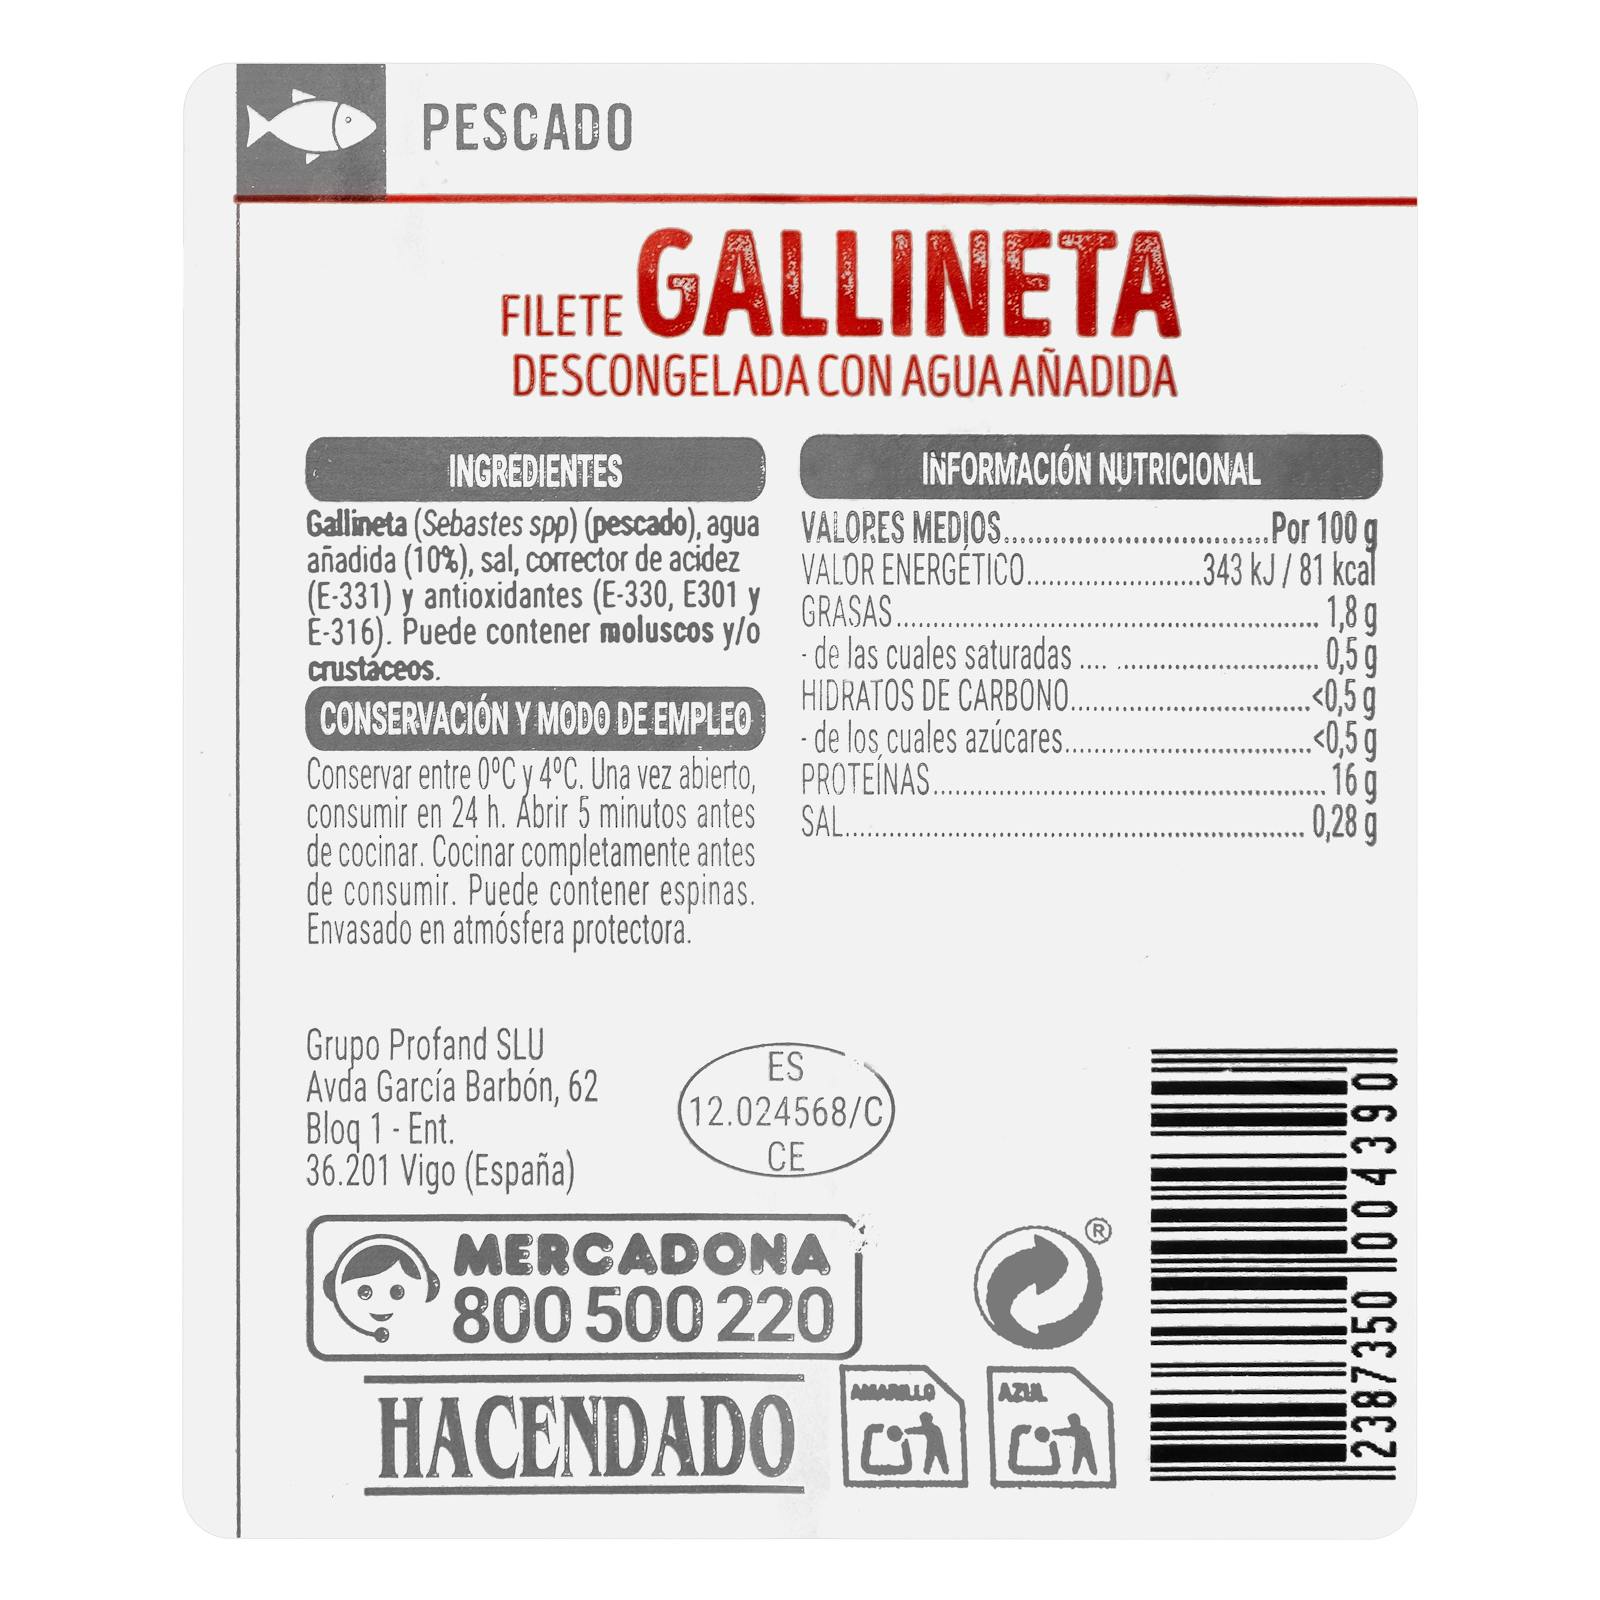 PESCADO
FILETE GALLINETA
DESCONGELADA CON AGUA AÑADIDA
INGREDIENTES
Gallineta (Sebastes spp) (pescado), agua
añadida (10%), sal, corrector de acidez
(E-331) y antioxidantes (E-330, E301 y
E-316). Puede contener moluscos y/o
crustáceos.
CONSERVACIÓN Y MODO DE EMPLEO
Conservar entre 0ºC y 4ºC. Una vez abierto,
consumir en 24 h. Abrir 5 minutos antes
de cocinar. Cocinar completamente antes
de consumir. Puede contener espinas.
Envasado en atmósfera protectora.
INFORMACIÓN NUTRICIONAL
VALORES MEDIOS..............................Por 100 g
VALOR ENERGÉTICO......................343 kJ / 81 kcal
GRASAS.................................................. 1,8 g
- de las cuales saturadas .... ........................ 0,5 g
HIDRATOS DE CARBONO............................<0,5 g
- de los cuales azúcares.............................<0,5 g
PROTEÍNAS.............................................. 16 g
SAL...................................................... 0,28 g
Grupo Profand SLU
Avda García Barbón, 62
Bloq 1 - Ent.
36.201 Vigo (España)
ES
12.024568/C
CE
MERCADONA
800 500 220
HACENDADO
®
AMARILLO
AZUL
2387350004390